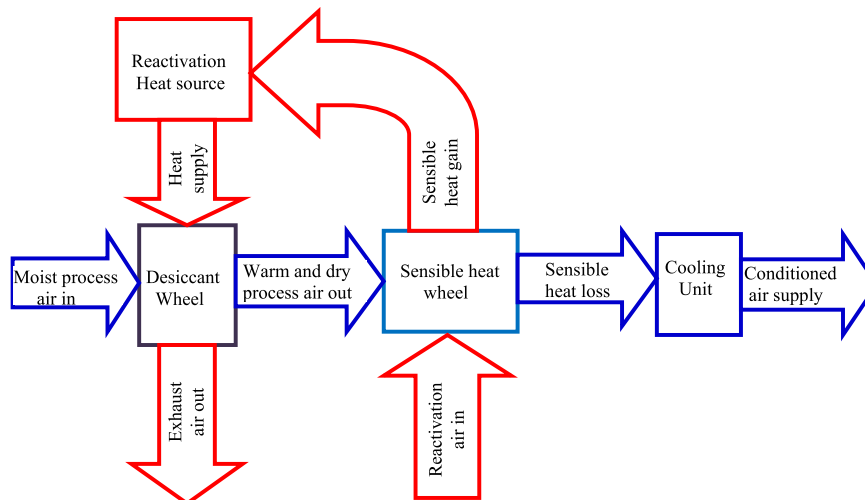 Reactivation
Heat source
Sensible
heat gain
Heat
supply
Moist process
air in
Desiccant
Wheel
Warm and dry
process air out
Sensible heat
wheel
Sensible
heat loss
Cooling
Unit
Conditioned
air supply
Exhaust
air out
Reactivation
air in